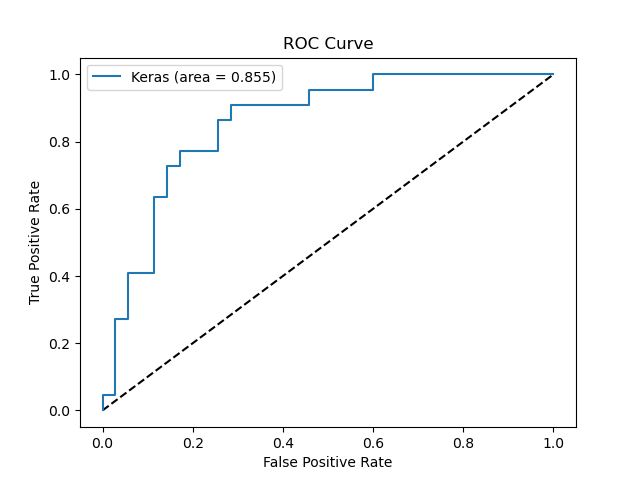 ROC Curve
Keras (area = 0.855)
1.0
0.8
0.6
0.4
0.2
0.0
True Positive Rate
0.0 0.2 0.4 0.6 0.8 1.0
False Positive Rate